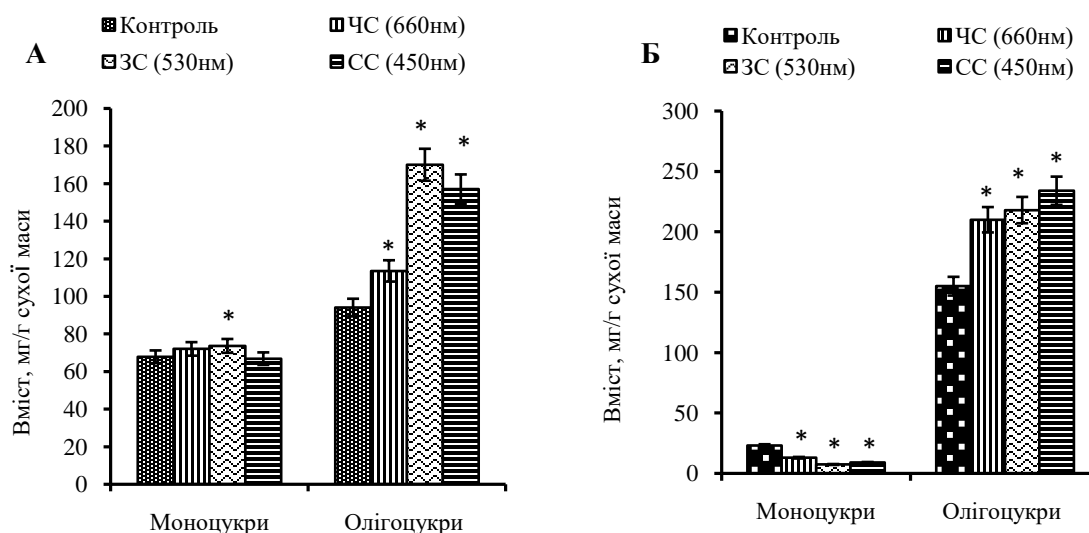 А
Контроль
ЧС (660нм)
ЗС (530нм)
СС (450нм)
Вміст, мг/г сухої маси
200
180
160
140
120
100
80
60
40
20
0
*
*
*
*
Моноцукри
Олігоцукри
Б
Контроль
ЧС (660нм)
ЗС (530нм)
СС (450нм)
Вміст, мг/г сухої маси
300
250
200
150
100
50
0
*
*
*
*
*
*
Моноцукри
Олігоцукри